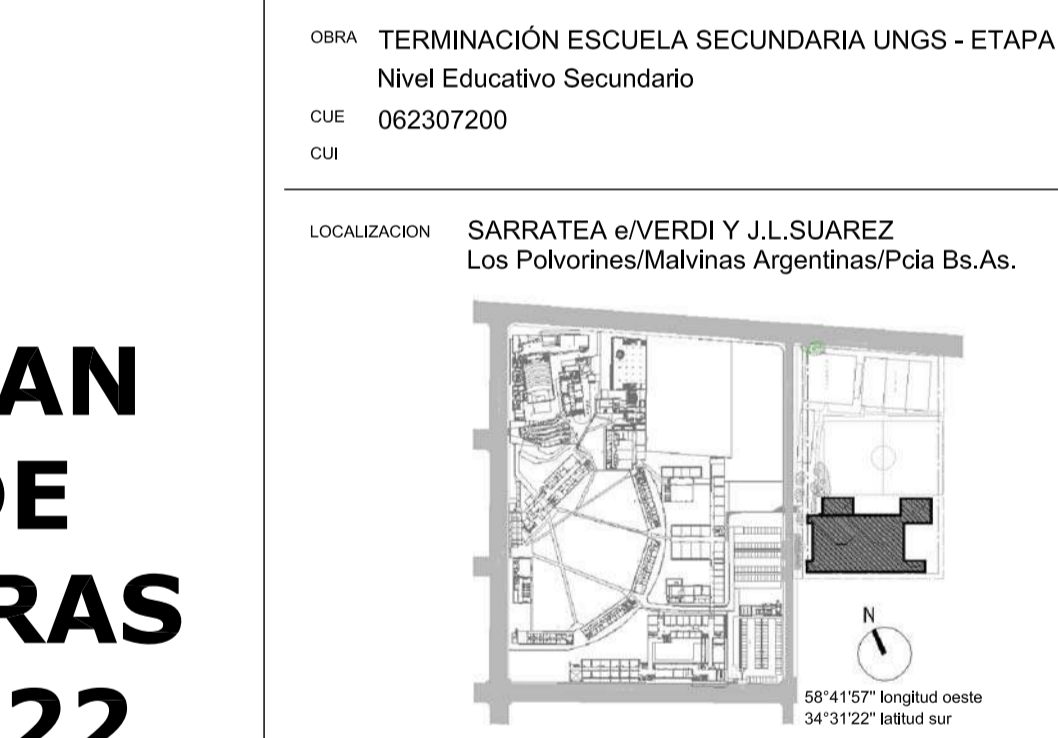 OBRA TERMINACIÓN ESCUELA SECUNDARIA UNGS - ETAPA
Nivel Educativo Secundario
CUE 062307200
CUI
LOCALIZACION SARRATEA e/VERDI Y J.L.SUAREZ
Los Polvorines/Malvinas Argentinas/Pcia Bs.As.
AN
DE
RAS
22
N
58°41'57" longitud oeste
34°31'22" latitud sur